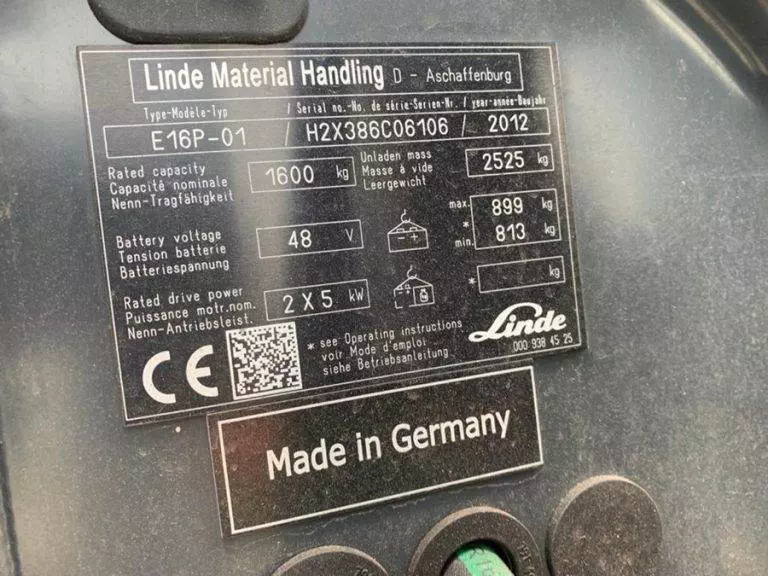 Linde Material Handling D - Aschaffenburg
Type-Modèle-Typ / Serial no.-No. de série-Serien-Nr. / year-année-Baujahr
E16P-01 / H2X386C06106 / 2012
Rated capacity
Capacité nominale
Nenn-Tragfähigkeit
1600 kg
Unladen mass
Masse à vide
Leergewicht
2525 kg
Battery voltage
Tension batterie
Batteriespannung
48 V
max. 899 kg
*
min. 813 kg
Rated drive power
Puissance motr.nom.
Nenn-Antriebsleist.
2 X 5 kW
* kg
CE
* see Operating instructions
voir Mode d'emploi
siehe Betriebsanleitung
Linde
000 938 45 25
Made in Germany